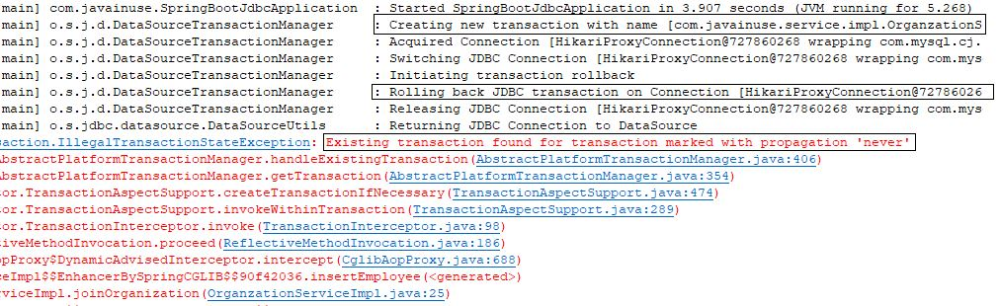 main] com.javainuse.SpringBootJdbcApplication : Started SpringBootJdbcApplication in 3.907 seconds (JVM running for 5.268)
main] o.s.j.d.DataSourceTransactionManager : Creating new transaction with name [com.javainuse.service.impl.OrganzationS
main] o.s.j.d.DataSourceTransactionManager : Acquired Connection [HikariProxyConnection@727860268 wrapping com.mysql.cj.
main] o.s.j.d.DataSourceTransactionManager : Switching JDBC Connection [HikariProxyConnection@727860268 wrapping com.mys
main] o.s.j.d.DataSourceTransactionManager : Initiating transaction rollback
main] o.s.j.d.DataSourceTransactionManager : Rolling back JDBC transaction on Connection [HikariProxyConnection@72786026
main] o.s.j.d.DataSourceTransactionManager : Releasing JDBC Connection [HikariProxyConnection@727860268 wrapping com.mys
main] o.s.jdbc.datasource.DataSourceUtils : Returning JDBC Connection to DataSource
saction.IllegalTransactionStateException: Existing transaction found for transaction marked with propagation 'never'
AbstractPlatformTransactionManager.handleExistingTransaction(AbstractPlatformTransactionManager.java:406)
AbstractPlatformTransactionManager.getTransaction(AbstractPlatformTransactionManager.java:354)
tor.TransactionAspectSupport.createTransactionIfNecessary(TransactionAspectSupport.java:474)
tor.TransactionAspectSupport.invokeWithinTransaction(TransactionAspectSupport.java:289)
tor.TransactionInterceptor.invoke(TransactionInterceptor.java:98)
tiveMethodInvocation.proceed(ReflectiveMethodInvocation.java:186)
opProxy$DynamicAdvisedInterceptor.intercept(CglibAopProxy.java:688)
ceImpl$$EnhancerBySpringCGLIB$$90f42036.insertEmployee(<generated>)
rviceImpl.joinOrganization(OrganzationServiceImpl.java:25)